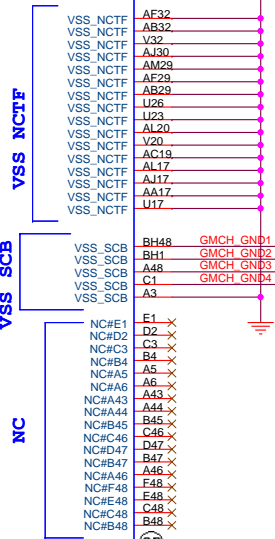 VSS NCTF
VSS_NCTF AF32
VSS_NCTF AB32
VSS_NCTF V32
VSS_NCTF AJ30
VSS_NCTF AM29
VSS_NCTF AF29
VSS_NCTF AB29
VSS_NCTF U26
VSS_NCTF U23
VSS_NCTF AL20
VSS_NCTF V20
VSS_NCTF AC19
VSS_NCTF AL17
VSS_NCTF AJ17
VSS_NCTF AA17
VSS_NCTF U17
VSS SCB
VSS_SCB BH48 GMCH_GND1
VSS_SCB BH1 GMCH_GND2
VSS_SCB A48 GMCH_GND3
VSS_SCB C1 GMCH_GND4
VSS_SCB A3
NC
NC#E1 E1
NC#D2 D2
NC#C3 C3
NC#B4 B4
NC#A5 A5
NC#A6 A6
NC#A43 A43
NC#A44 A44
NC#B45 B45
NC#C46 C46
NC#D47 D47
NC#B47 B47
NC#A46 A46
NC#F48 F48
NC#E48 E48
NC#C48 C48
NC#B48 B48